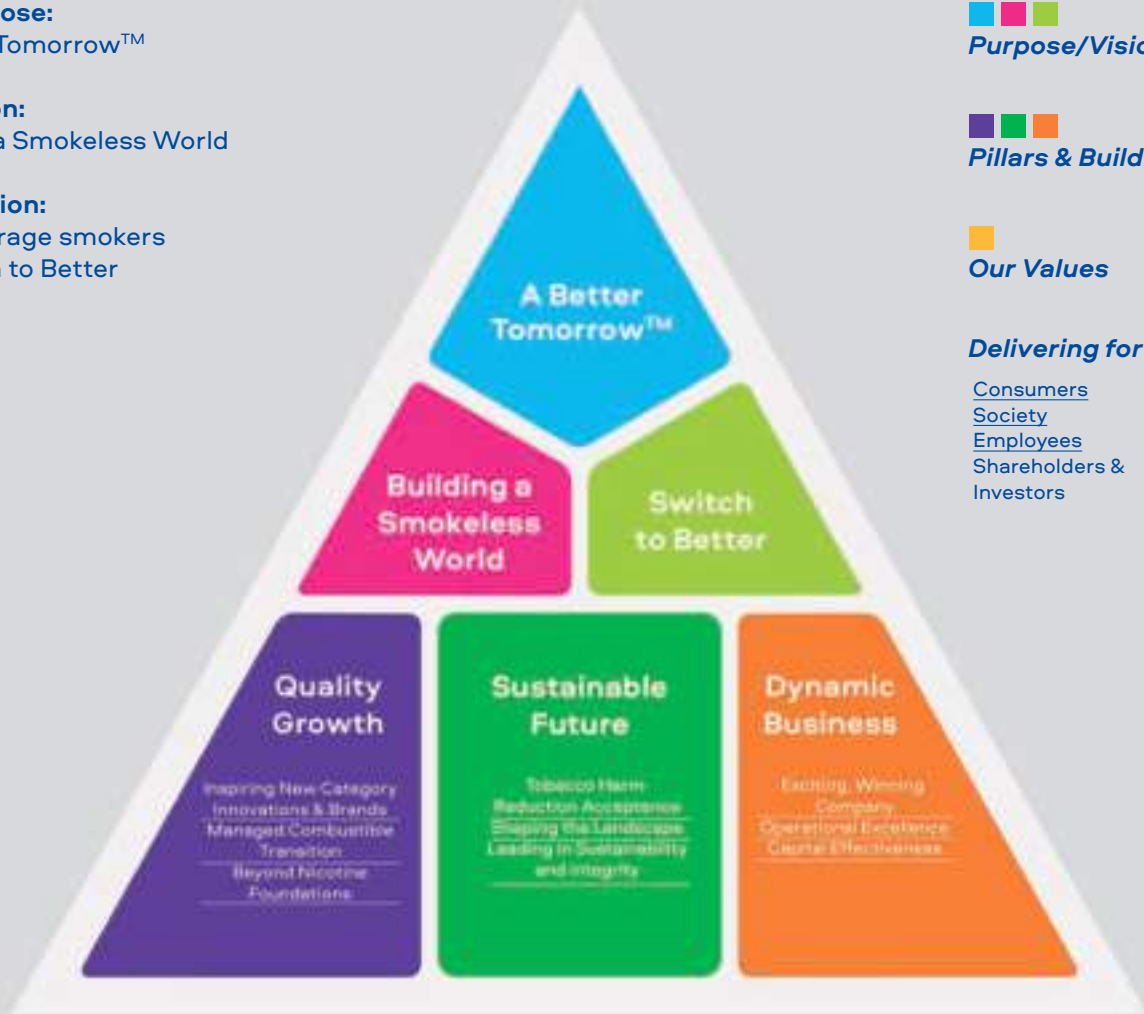 ose:
Tomorrow™
on:
a Smokeless World
ion:
rage smokers
to Better
A Better
Tomorrow™
Building a
Smokeless
World
Switch
to Better
Quality
Growth
Inspiring New Category
Innovations & Brands
Managed Combustible
Transition
Beyond Nicotine
Foundations
Sustainable
Future
Tobacco Harm
Reduction Acceptance
Shaping the Landscape
Leading in Sustainability
and Integrity
Dynamic
Business
Exciting, Winning
Company
Operational Excellence
Capital Effectiveness
Purpose/Visio
Pillars & Build
Our Values
Delivering for
Consumers
Society
Employees
Shareholders &
Investors